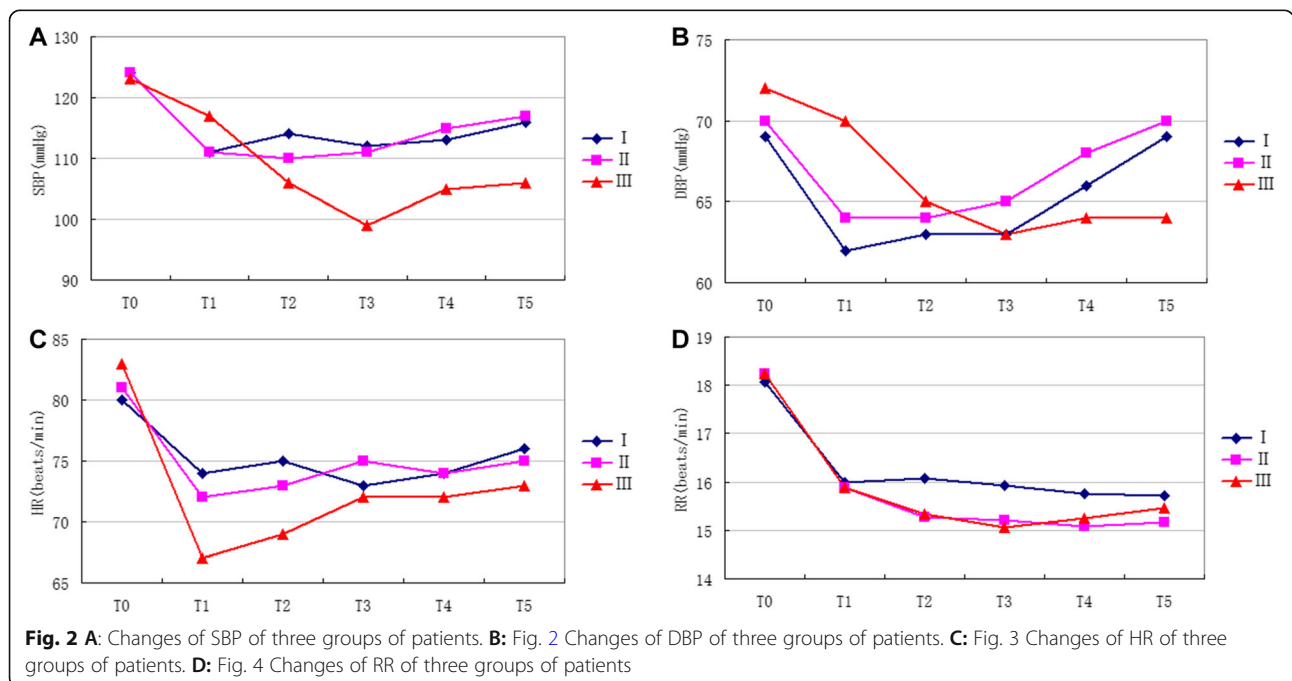 A
130
120
110
100
90
SBP(mmHg)
T0 T1 T2 T3 T4 T5
I
II
III
B
75
70
65
60
DBP(mmHg)
T0 T1 T2 T3 T4 T5
I
II
III
C
85
80
75
70
65
HR(beats/min)
T0 T1 T2 T3 T4 T5
I
II
III
D
19
18
17
16
15
14
RR(beats/min)
T0 T1 T2 T3 T4 T5
I
II
III
Fig. 2 A: Changes of SBP of three groups of patients. B: Fig. 2 Changes of DBP of three groups of patients. C: Fig. 3 Changes of HR of three
groups of patients. D: Fig. 4 Changes of RR of three groups of patients